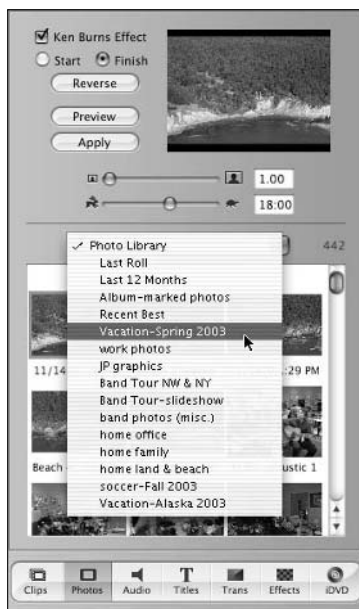 Ken Burns Effect
Start Finish
Reverse
Preview
Apply
1.00
18:00
Photo Library
442
Last Roll
Last 12 Months
Album-marked photos
Recent Best
Vacation-Spring 2003
work photos
JP graphics
11/14
:29 PM
Band Tour NW & NY
Band Tour-slideshow
band photos (misc.)
home office
home family
Beach
home land & beach
ustic 1
soccer-Fall 2003
Vacation-Alaska 2003
Clips Photos Audio Titles Trans Effects iDVD